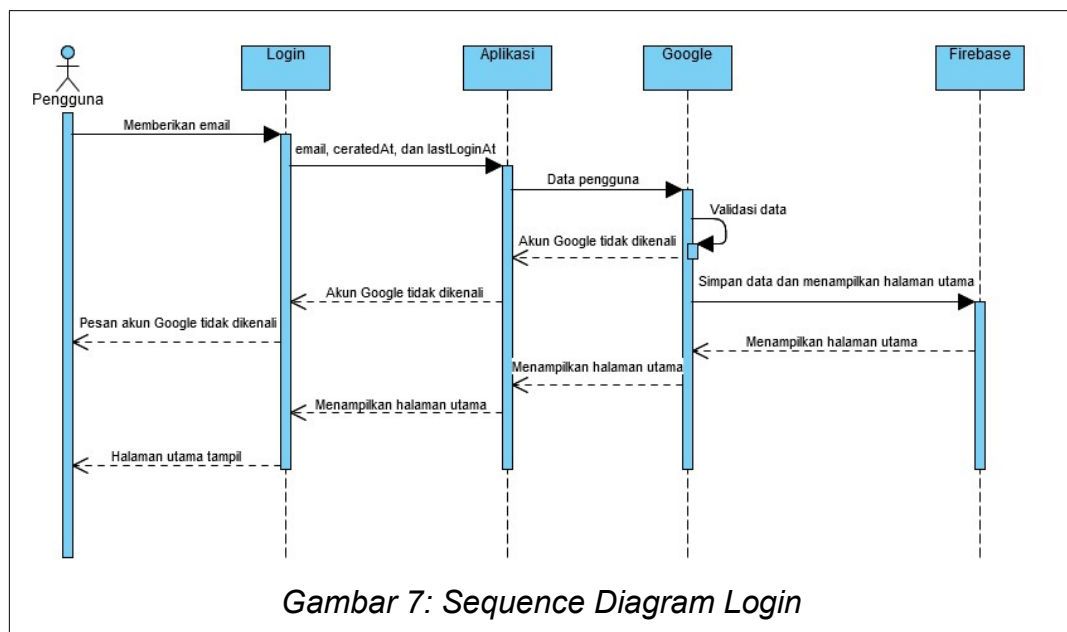 Login
Aplikasi
Google
Firebase
Pengguna
Memberikan email
email, ceratedAt, dan lastLoginAt
Data pengguna
Validasi data
Akun Google tidak dikenali
Simpan data dan menampilkan halaman utama
Akun Google tidak dikenali
Pesan akun Google tidak dikenali
Menampilkan halaman utama
Menampilkan halaman utama
Menampilkan halaman utama
Halaman utama tampil
Gambar 7: Sequence Diagram Login